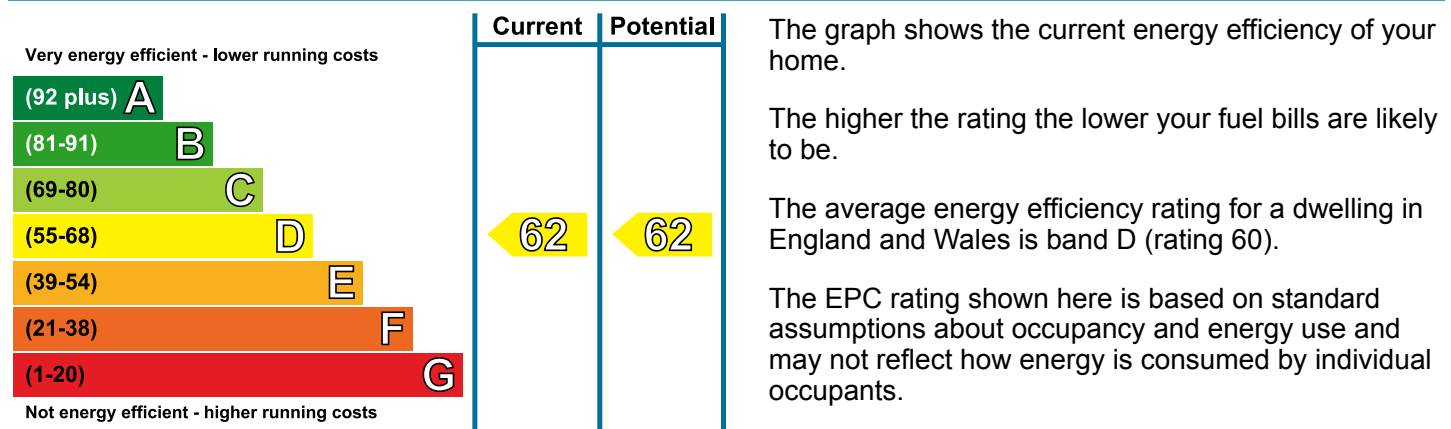 Current Potential
Very energy efficient - lower running costs
(92 plus) A
(81-91) B
(69-80) C
(55-68) D
62 62
(39-54) E
(21-38) F
(1-20) G
Not energy efficient - higher running costs
The graph shows the current energy efficiency of your
home.
The higher the rating the lower your fuel bills are likely
to be.
The average energy efficiency rating for a dwelling in
England and Wales is band D (rating 60).
The EPC rating shown here is based on standard
assumptions about occupancy and energy use and
may not reflect how energy is consumed by individual
occupants.